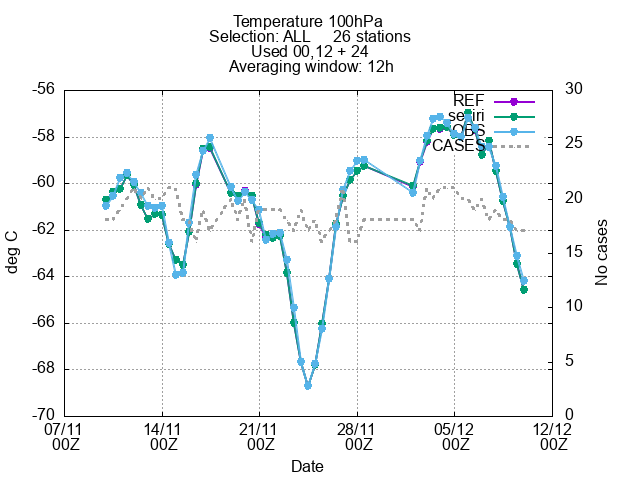 Temperature 100hPa
Selection: ALL 26 stations
Used 00,12 + 24
Averaging window: 12h
-56
-58
-60
-62
-64
-66
-68
-70
deg C
30
25
20
15
10
5
0
No cases
REF
seviri
OBS
CASES
07/11 14/11 21/11 28/11 05/12 12/12
00Z 00Z 00Z 00Z 00Z 00Z
Date